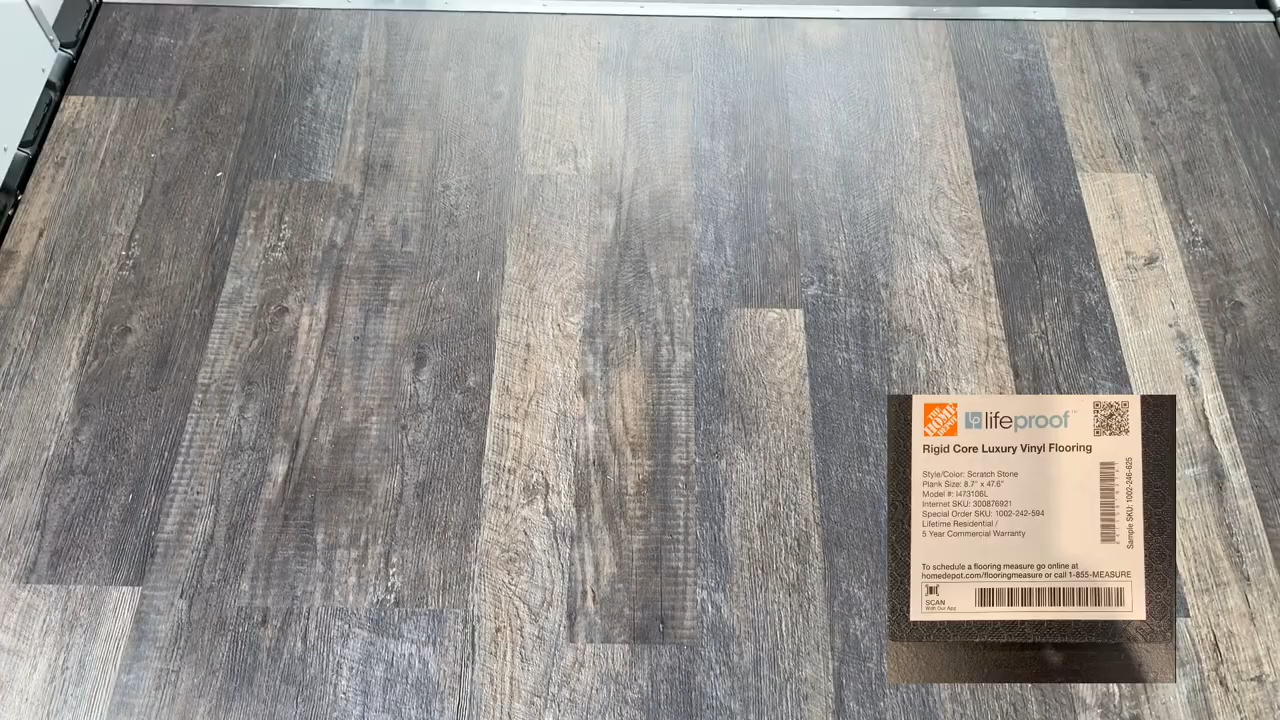 THE HOME DEPOT
lifeproof™
Rigid Core Luxury Vinyl Flooring
Style/Color: Scratch Stone
Plank Size: 8.7" x 47.6"
Model #: I473106L
Internet SKU: 300876921
Special Order SKU: 1002-242-594
Lifetime Residential /
5 Year Commercial Warranty
Sample SKU: 1002-246-625
To schedule a flooring measure go online at
homedepot.com/flooringmeasure or call 1-855-MEASURE
SCAN
With Our App